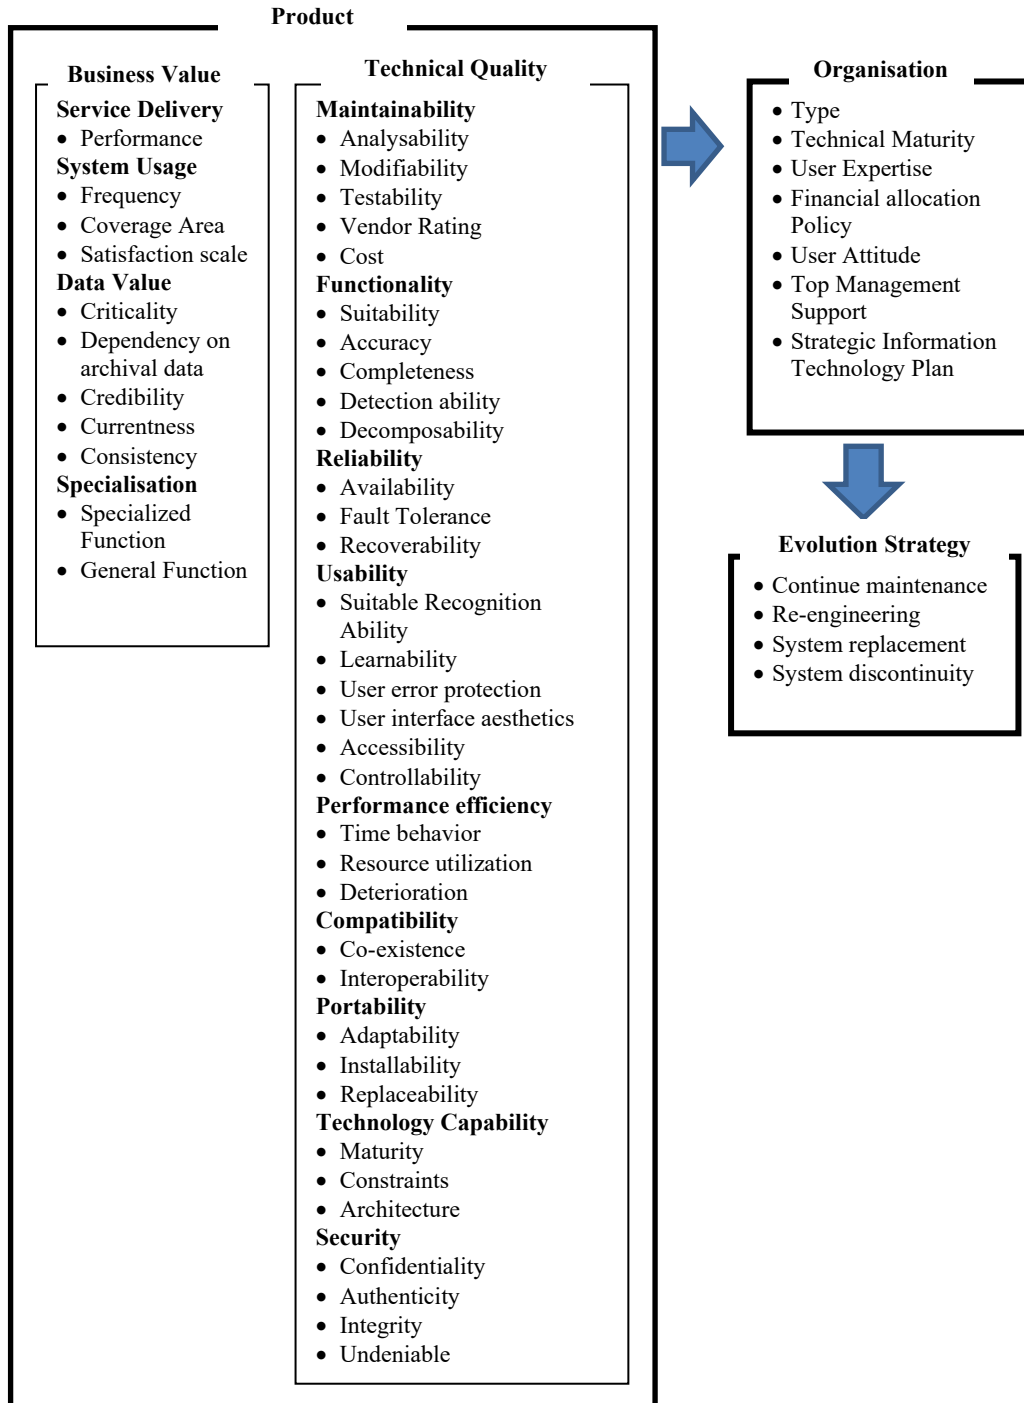 Product
Business Value
Service Delivery
• Performance
System Usage
• Frequency
• Coverage Area
• Satisfaction scale
Data Value
• Criticality
• Dependency on
archival data
• Credibility
• Currentness
• Consistency
Specialisation
• Specialized
Function
• General Function
Technical Quality
Maintainability
• Analysability
• Modifiability
• Testability
• Vendor Rating
• Cost
Functionality
• Suitability
• Accuracy
• Completeness
• Detection ability
• Decomposability
Reliability
• Availability
• Fault Tolerance
• Recoverability
Usability
• Suitable Recognition
Ability
• Learnability
• User error protection
• User interface aesthetics
• Accessibility
• Controllability
Performance efficiency
• Time behavior
• Resource utilization
• Deterioration
Compatibility
• Co-existence
• Interoperability
Portability
• Adaptability
• Installability
• Replaceability
Technology Capability
• Maturity
• Constraints
• Architecture
Security
• Confidentiality
• Authenticity
• Integrity
• Undeniable
Organisation
• Type
• Technical Maturity
• User Expertise
• Financial allocation
Policy
• User Attitude
• Top Management
Support
• Strategic Information
Technology Plan
Evolution Strategy
• Continue maintenance
• Re-engineering
• System replacement
• System discontinuity